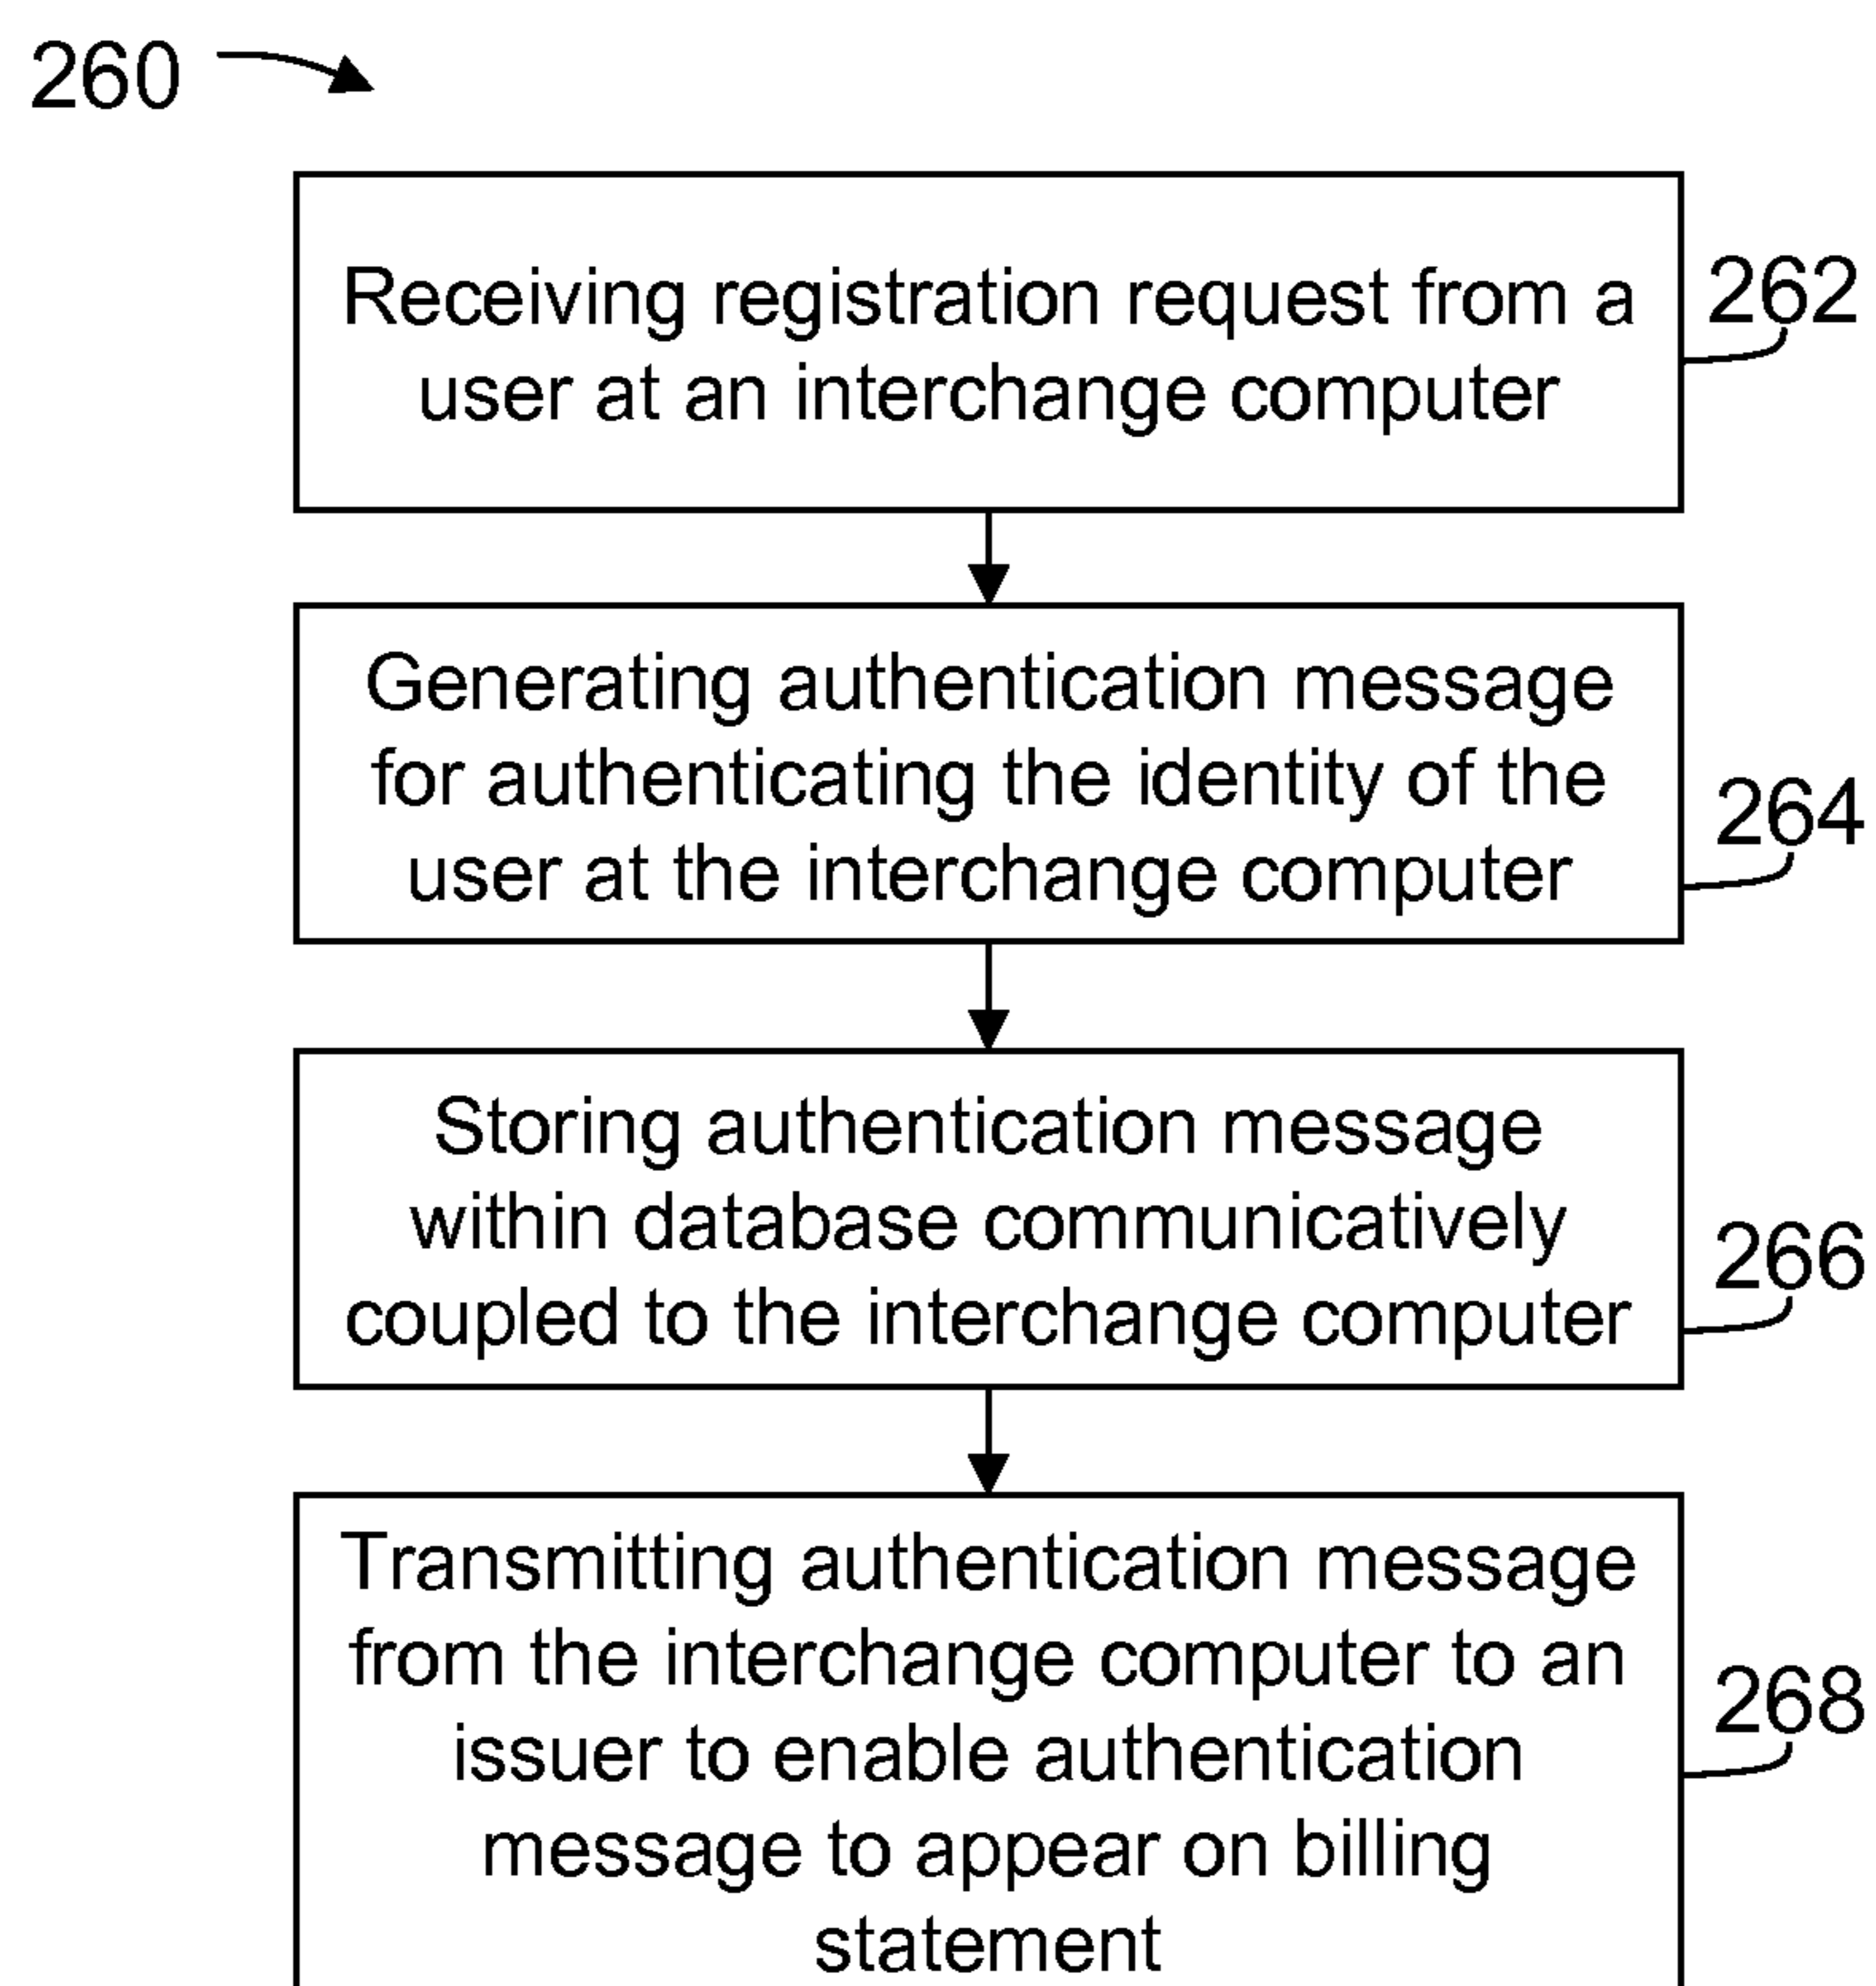 260
Receiving registration request from a
user at an interchange computer
262
Generating authentication message
for authenticating the identity of the
user at the interchange computer
264
Storing authentication message
within database communicatively
coupled to the interchange computer
266
Transmitting authentication message
from the interchange computer to an
issuer to enable authentication
message to appear on billing
statement
268